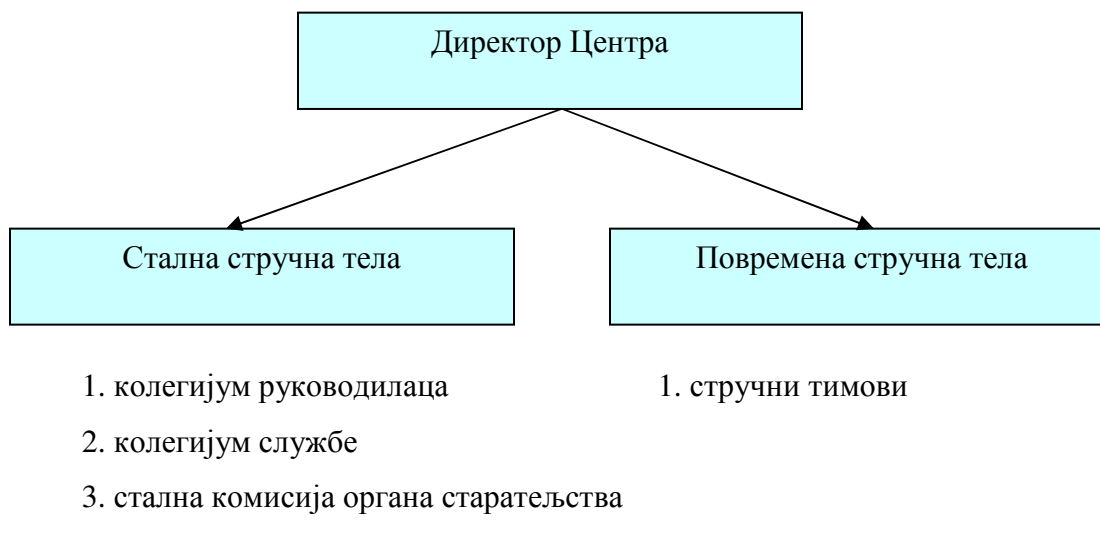 Директор Центра
Стална стручна тела
Повремена стручна тела
1. колегијум руководилаца
2. колегијум службе
3. стална комисија органа старатељства
1. стручни тимови